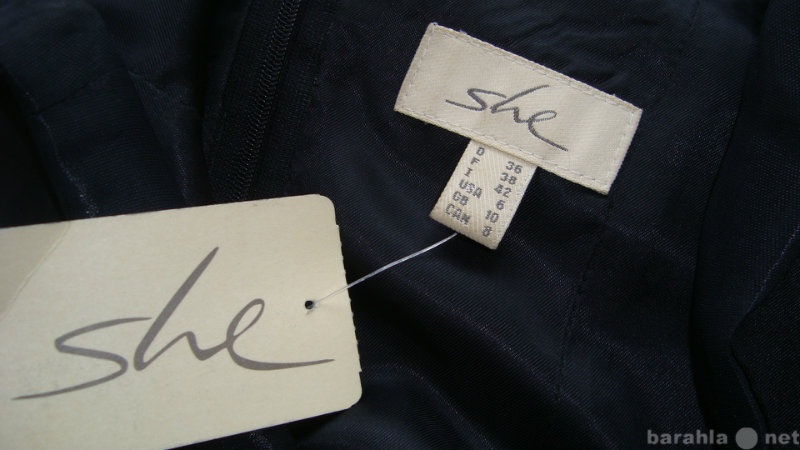 she
D 36
F 38
I 42
USA 6
GB 10
CAN 8
she
barahla net